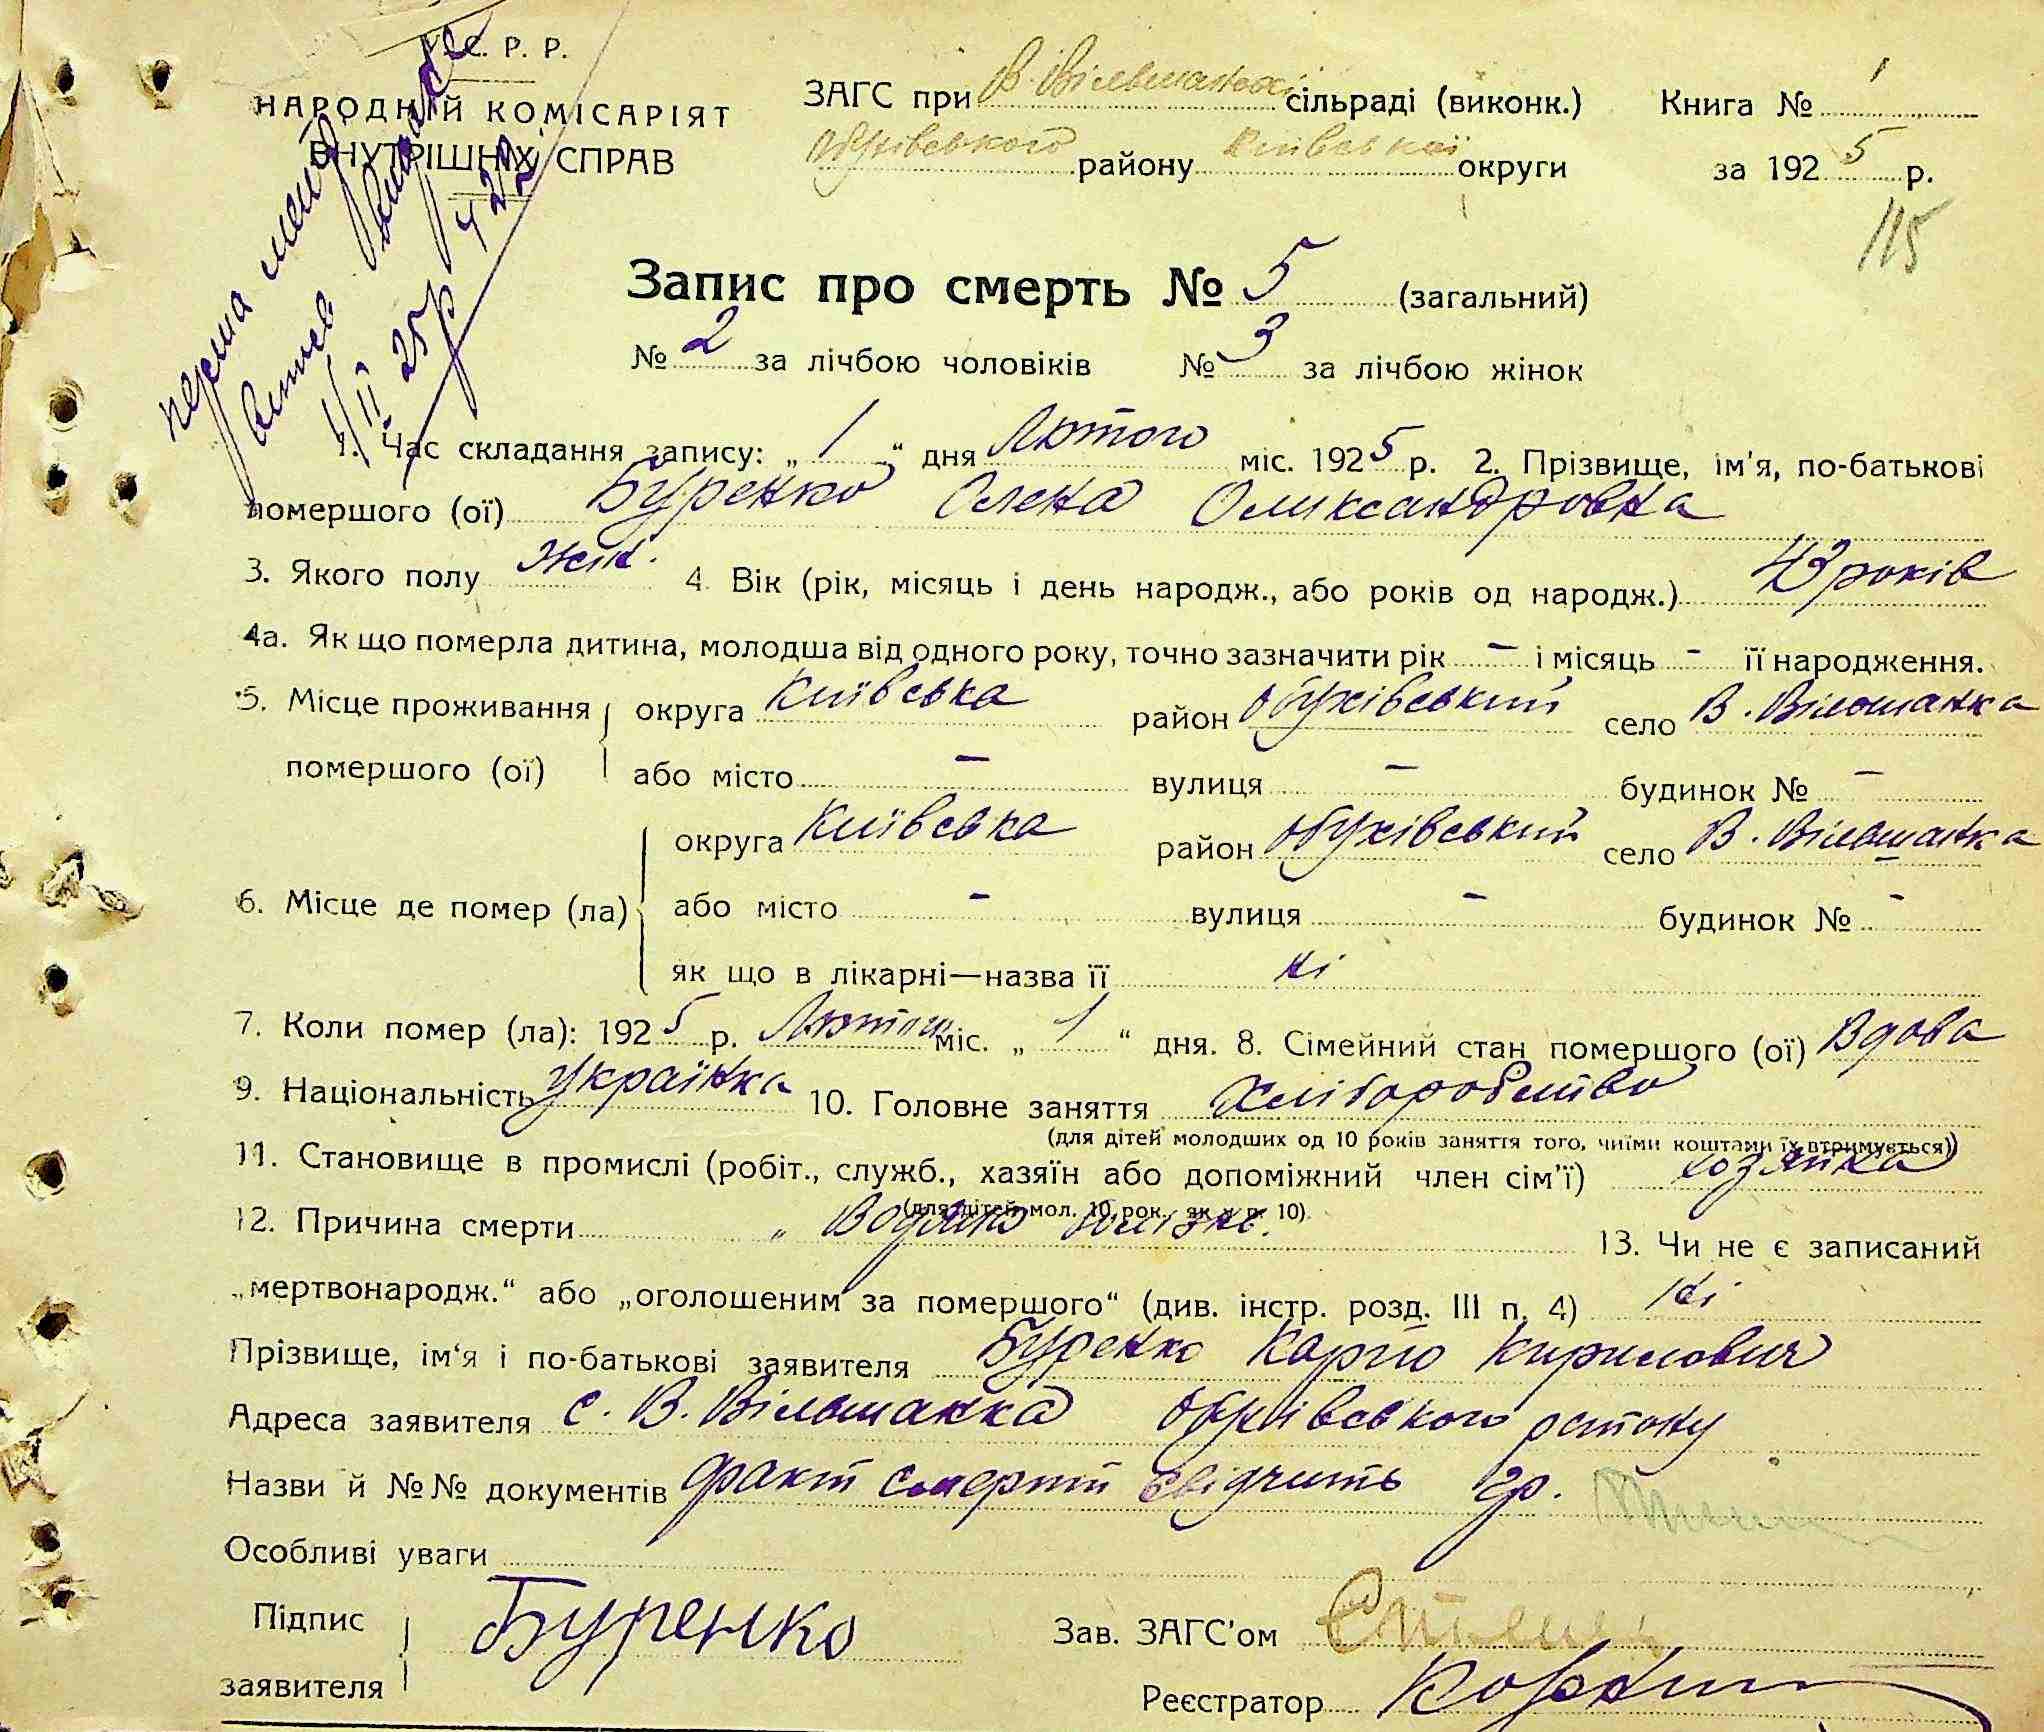 С. Р. Р.
НАРОДНІЙ КОМІСАРІЯТ
ВНУТРІШНІХ СПРАВ
ЗАГС при В. Вільшанській сільраді (виконк.)
Обухівського району Київської округи
Книга № 1
за 1925 р.
115
4/II 25 р. ч 22
Запис про смерть № 5 (загальний)
№ 2 за лічбою чоловіків № 3 за лічбою жінок
1. Час складання запису: „ 1 “ дня Лютого міс. 1925 р. 2. Прізвище, ім'я, по-батькові
помершого (ої) Буренко Олена Олександровна
3. Якого полу жін. 4. Вік (рік, місяць і день народж., або років од народж.) 43 років
4а. Як що померла дитина, молодша від одного року, точно зазначити рік – і місяць - її народження.
5. Місце проживання округа Київська район Обухівський село В. Вільшанка
помершого (ої) або місто – вулиця – будинок № –
округа Київська район Обухівський село В. Вільшанка
6. Місце де помер (ла) або місто – вулиця – будинок № -
як що в лікарні—назва її ні
7. Коли помер (ла): 1925 р. Лютого міс. „ 1 “ дня. 8. Сімейний стан помершого (ої) Вдова
9. Національність Українка 10. Головне заняття Хліборобство
(для дітей молодших од 10 років заняття того, чиїми коштами їх втримується)
11. Становище в промислі (робіт., служб., хазяїн або допоміжний член сім'ї) хозяйка
(для дітей мол. 10 рок. як у п. 10).
12. Причина смерти „ Водяно 13. Чи не є записаний
„мертвонародж.“ або „оголошеним за помершого“ (див. інстр. розд. III п. 4) ні
Прізвище, ім'я і по-батькові заявителя Буренко Карпо Кирилович
Адреса заявителя с. В. Вільшанка Обухівського району
Назви й №№ документів факт смерти свідчить гр.
Особливі уваги
Підпис
заявителя Буренко
Зав. ЗАГС'ом
Реєстратор